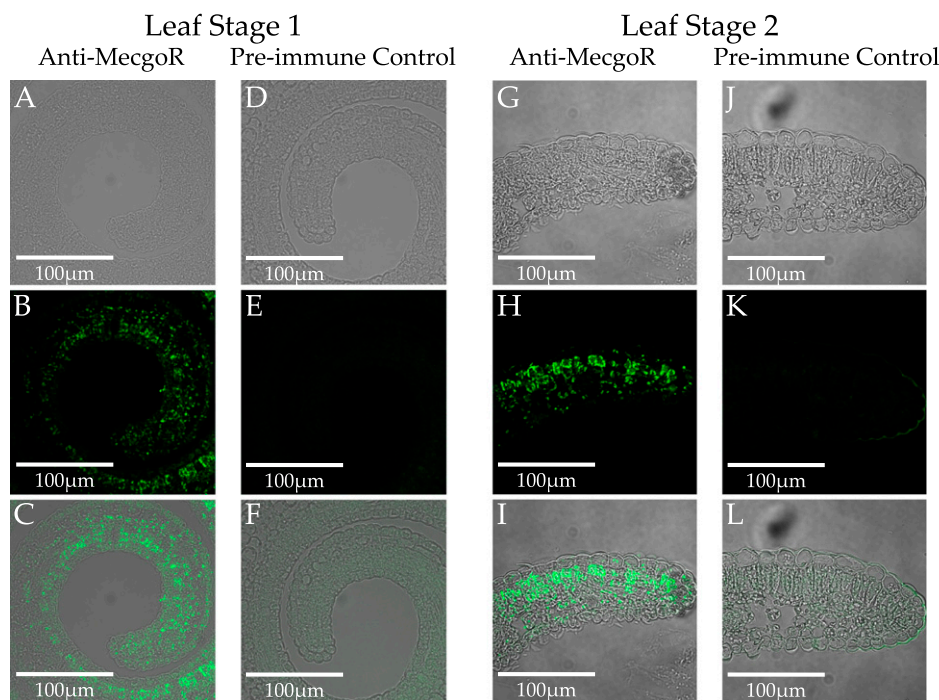 Leaf Stage 1 Leaf Stage 2
Anti-MecgoR Pre-immune Control Anti-MecgoR Pre-immune Control
A D G J
100μm 100μm 100μm 100μm
B E H K
100μm 100μm 100μm 100μm
C F I L
100μm 100μm 100μm 100μm